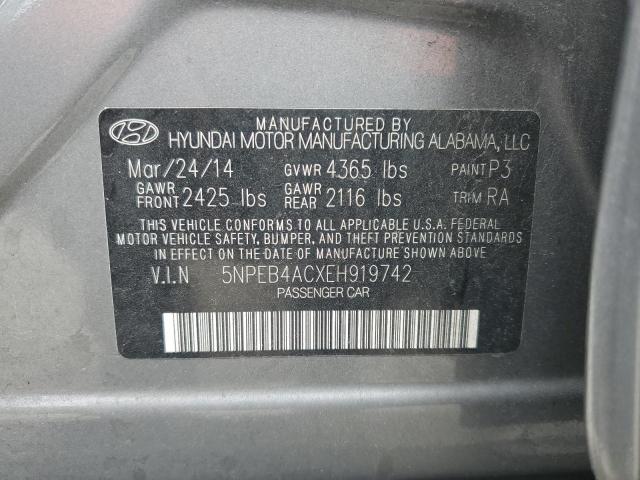 MANUFACTURED BY
HYUNDAI MOTOR MANUFACTURING ALABAMA, LLC
Mar/24/14 GVWR 4365 lbs PAINT P3
GAWR FRONT 2425 lbs GAWR REAR 2116 lbs TRIM RA
THIS VEHICLE CONFORMS TO ALL APPLICABLE U.S.A. FEDERAL
MOTOR VEHICLE SAFETY, BUMPER, AND THEFT PREVENTION STANDARDS
IN EFFECT ON THE DATE OF MANUFACTURE SHOWN ABOVE
V.I.N 5NPEB4ACXEH919742
PASSENGER CAR